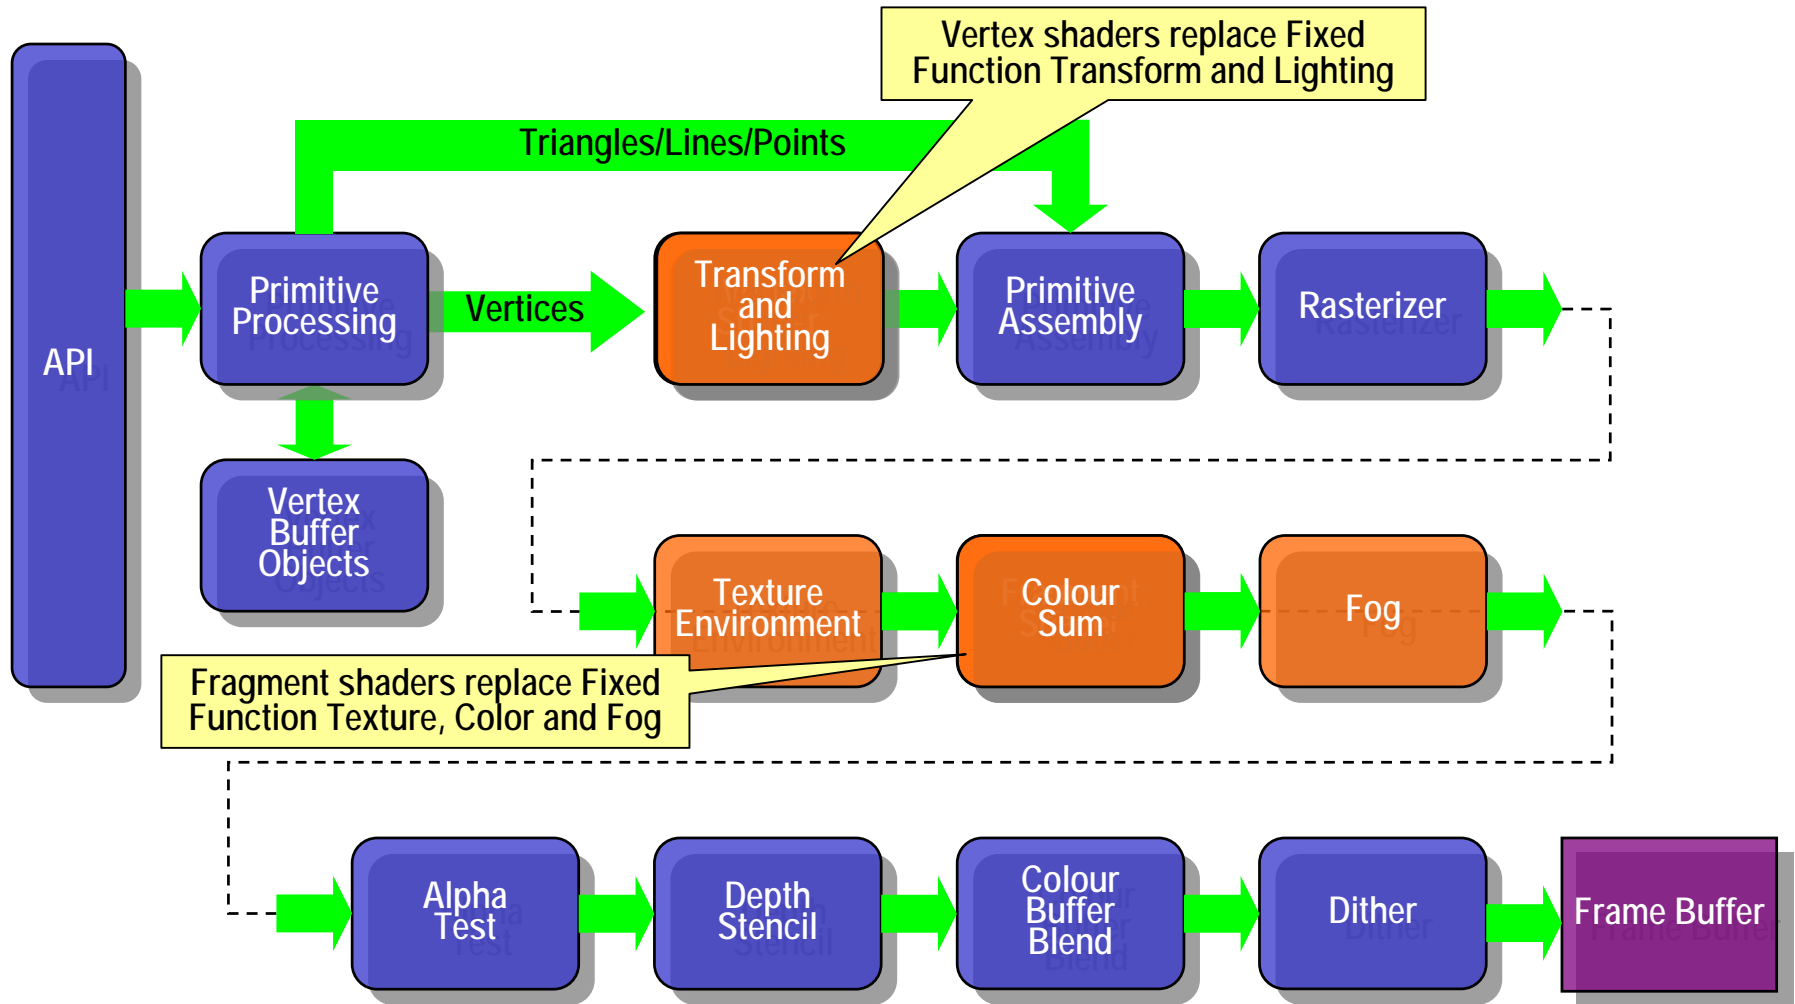 Vertex shaders replace Fixed
Function Transform and Lighting
Triangles/Lines/Points
API
Primitive
Processing
Vertices
Transform
and
Lighting
Primitive
Assembly
Rasterizer
Vertex
Buffer
Objects
Texture
Environment
Colour
Sum
Fog
Fragment shaders replace Fixed
Function Texture, Color and Fog
Alpha
Test
Depth
Stencil
Colour
Buffer
Blend
Dither
Frame Buffer